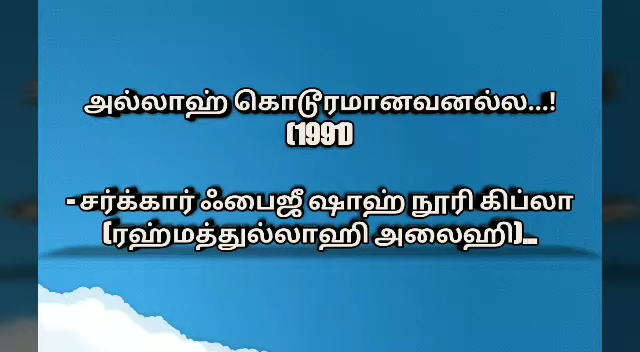 அல்லாஹ் கொடூரமானவனல்ல...!
(1991)
- சர்க்கார் ஃபைஜீ ஷாஹ் நூரி கிப்லா
(ரஹ்மத்துல்லாஹி அலைஹி)...